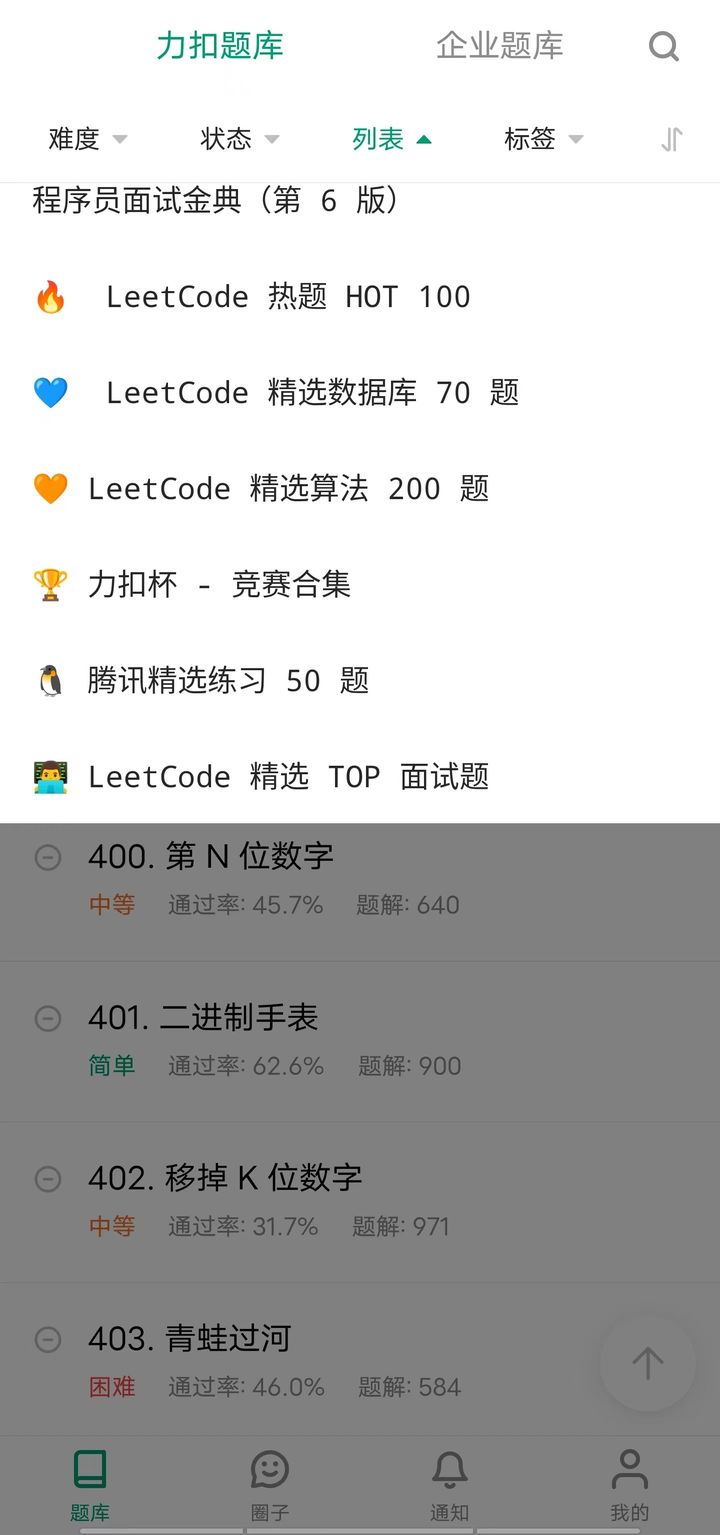 力扣题库 企业题库
难度 状态 列表 标签
程序员面试金典（第 6 版）
LeetCode 热题 HOT 100
LeetCode 精选数据库 70 题
LeetCode 精选算法 200 题
力扣杯 - 竞赛合集
腾讯精选练习 50 题
LeetCode 精选 TOP 面试题
400. 第 N 位数字
中等 通过率: 45.7% 题解: 640
401. 二进制手表
简单 通过率: 62.6% 题解: 900
402. 移掉 K 位数字
中等 通过率: 31.7% 题解: 971
403. 青蛙过河
困难 通过率: 46.0% 题解: 584
题库 圈子 通知 我的